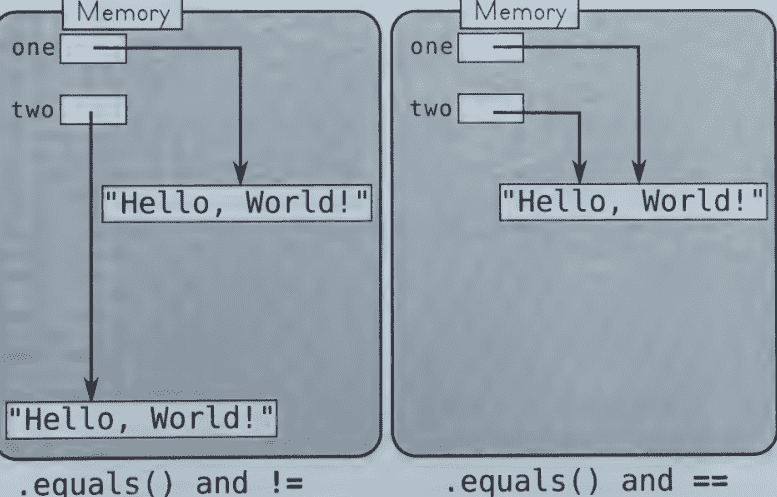 Memory
one
two
"Hello, World!"
"Hello, World!"
.equals() and !=
Memory
one
two
"Hello, World!"
.equals() and ==